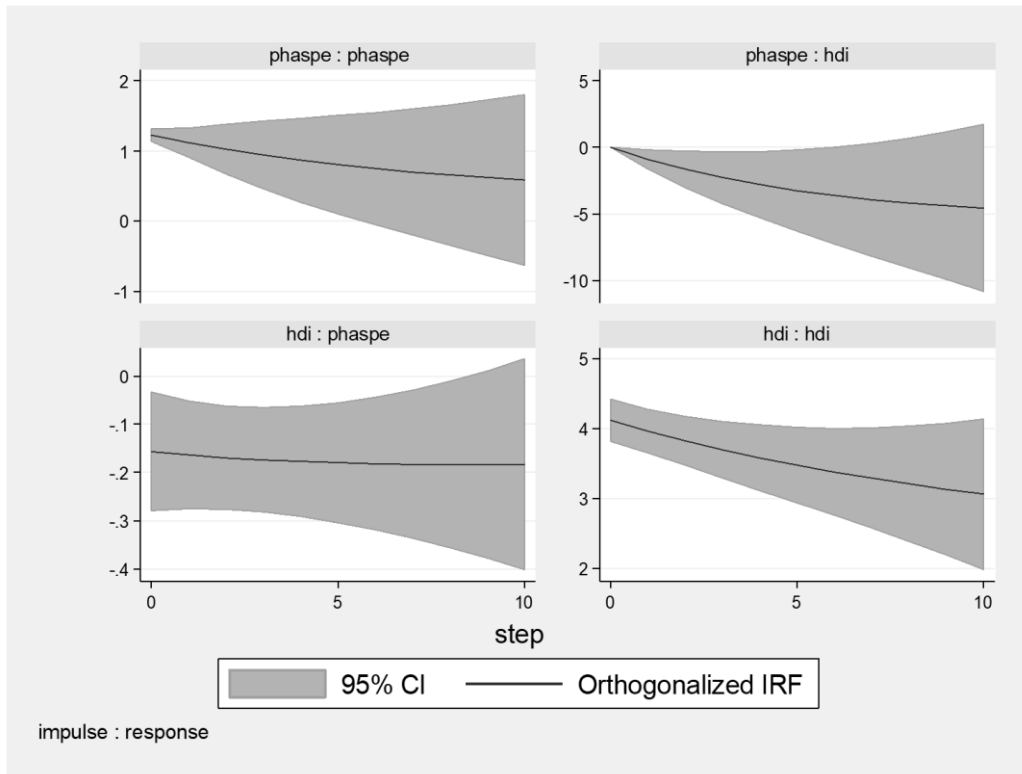 phaspe : phaspe
2
1
0
-1
phaspe : hdi
5
0
-5
-10
hdi : phaspe
0
-.1
-.2
-.3
-.4
0 5 10
hdi : hdi
5
4
3
2
0 5 10
step
95% CI Orthogonalized IRF
impulse : response